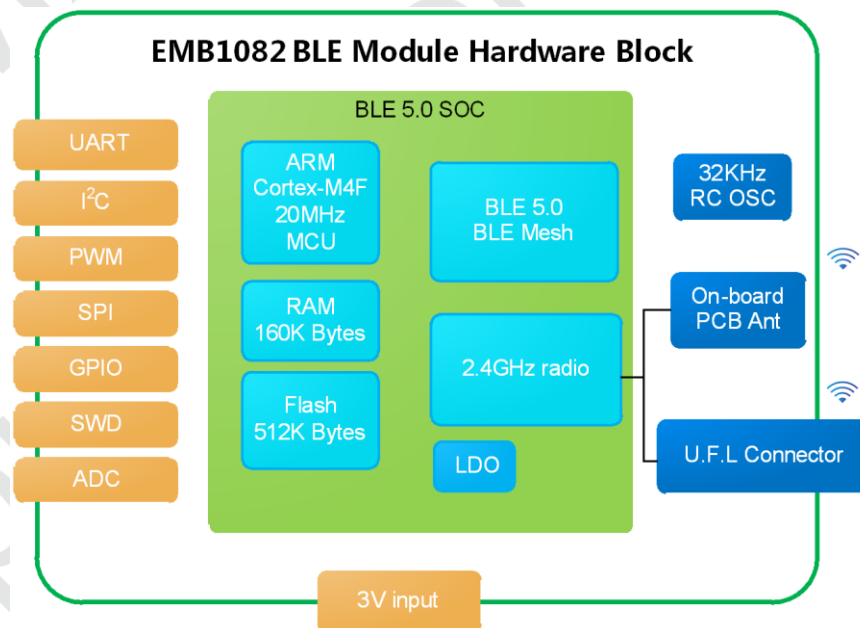 EMB1082 BLE Module Hardware Block
BLE 5.0 SOC
UART
I²C
PWM
SPI
GPIO
SWD
ADC
ARM
Cortex-M4F
20MHz
MCU
RAM
160K Bytes
Flash
512K Bytes
BLE 5.0
BLE Mesh
2.4GHz radio
LDO
32KHz
RC OSC
On-board
PCB Ant
U.F.L Connector
3V input